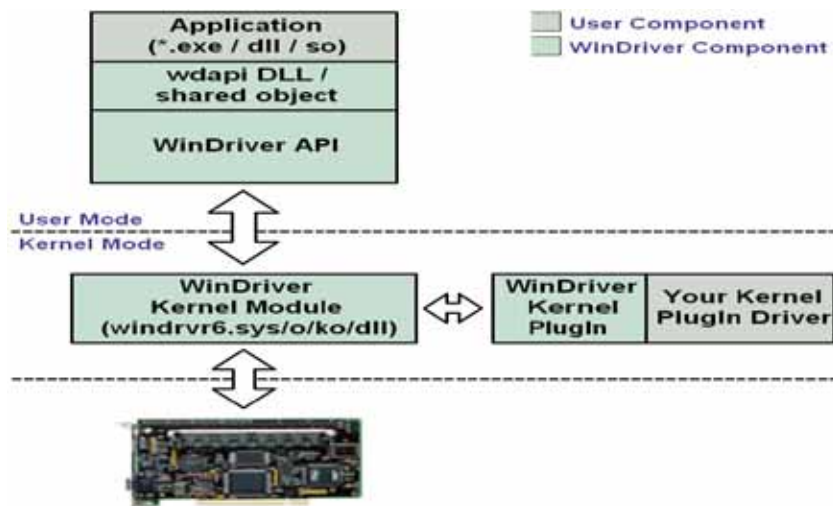 Application
(*.exe / dll / so)
wdapi DLL /
shared object
WinDriver API
User Component
WinDriver Component
User Mode
Kernel Mode
WinDriver
Kernel Module
(windrvr6.sys/o/ko/dll)
WinDriver
Kernel
PlugIn
Your Kernel
PlugIn Driver